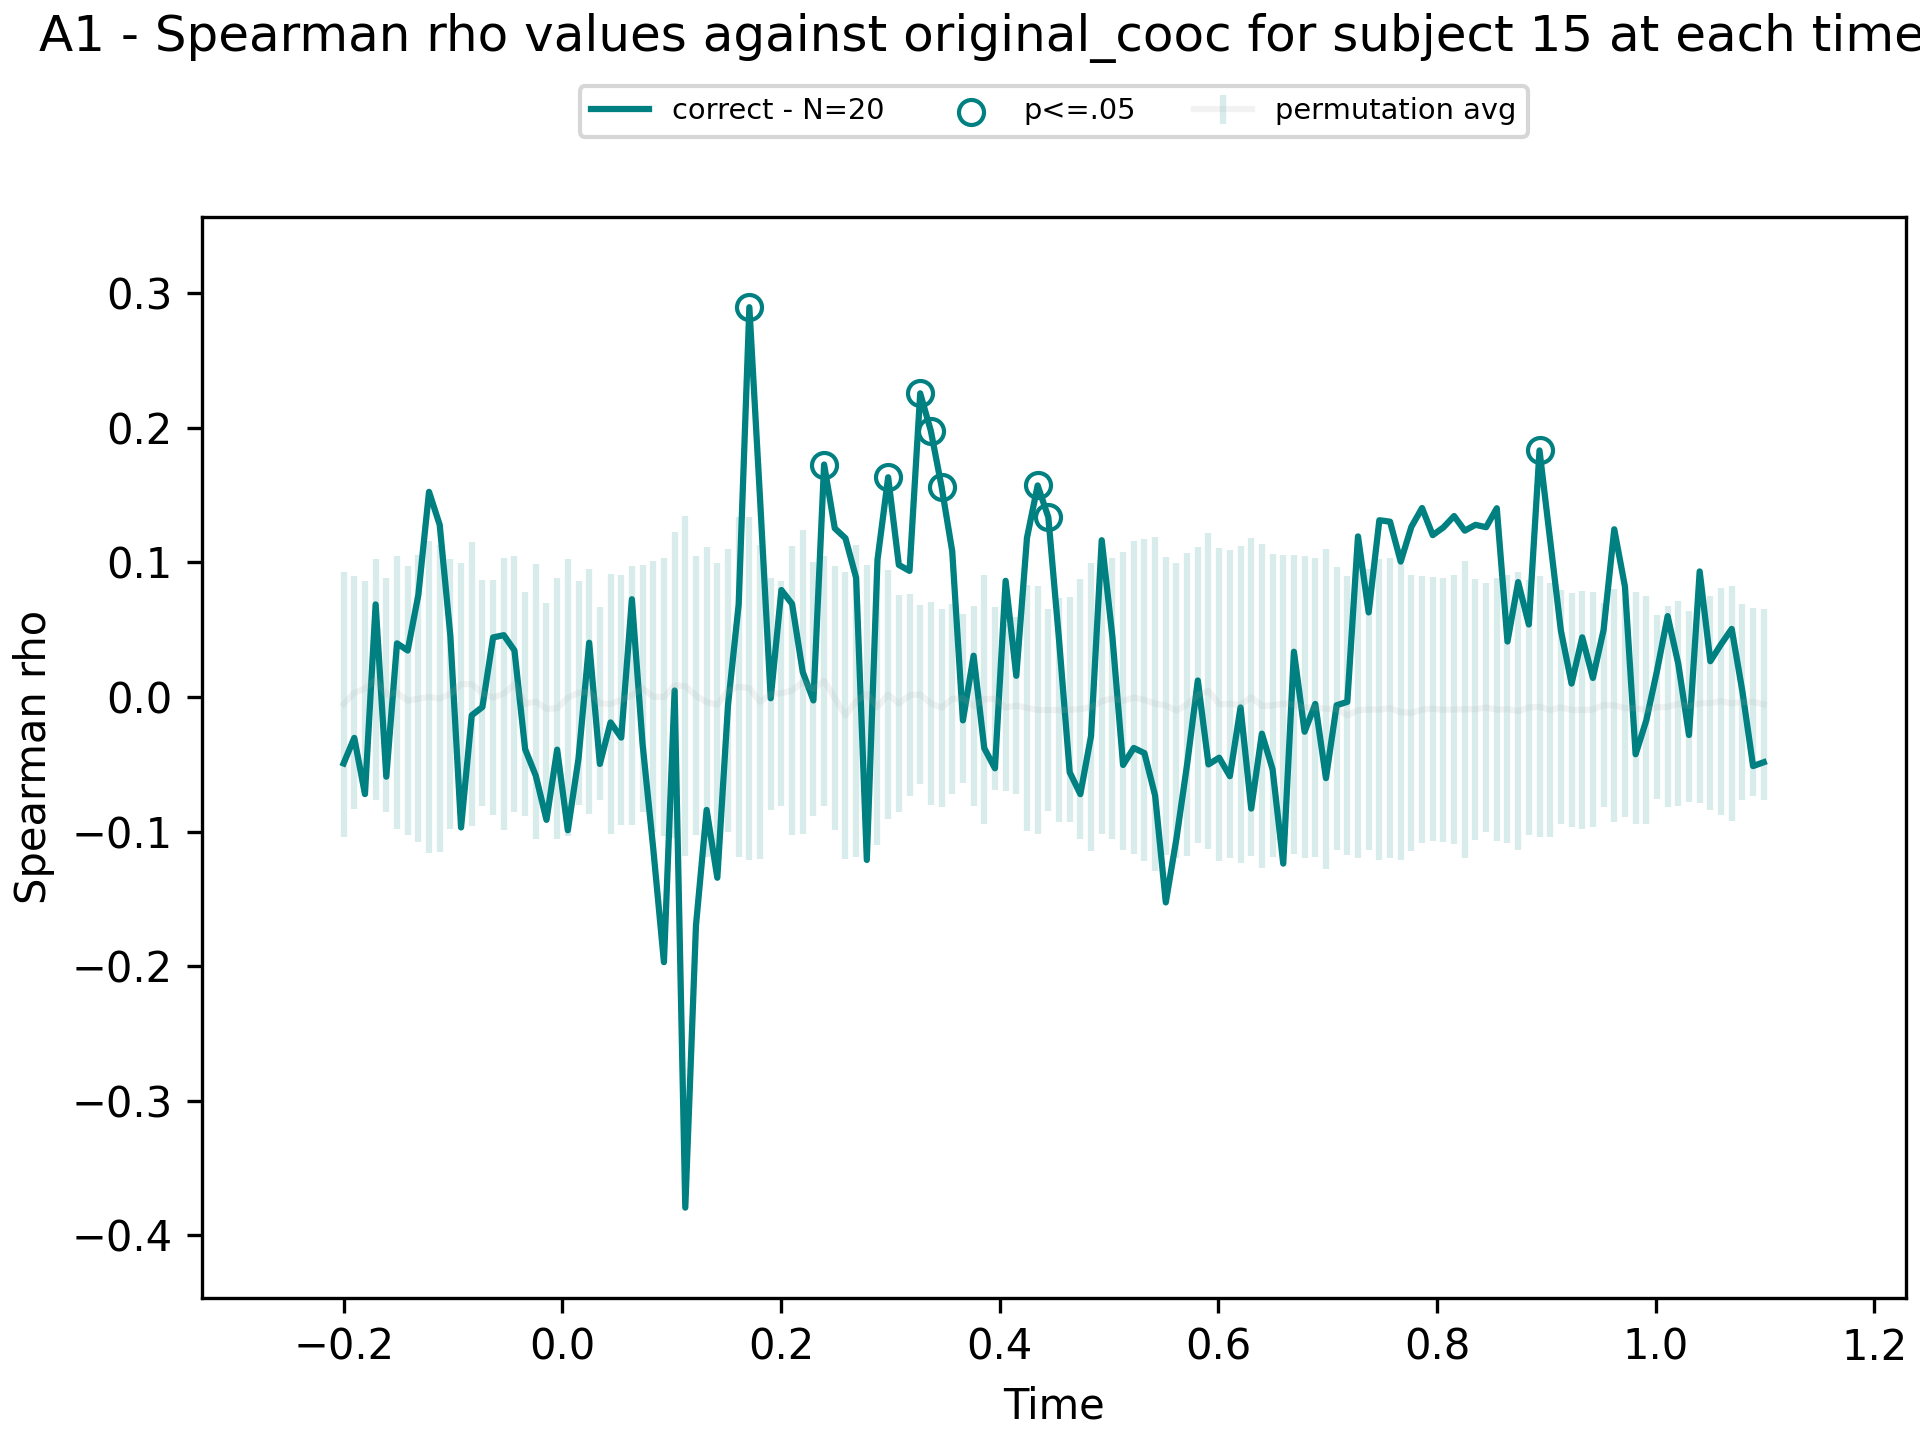 A1 - Spearman rho values against original_cooc for subject 15 at each time
correct - N=20 p<=.05 permutation avg
0.3
0.2
0.1
0.0
−0.1
−0.2
−0.3
−0.4
Spearman rho
−0.2 0.0 0.2 0.4 0.6 0.8 1.0 1.2
Time